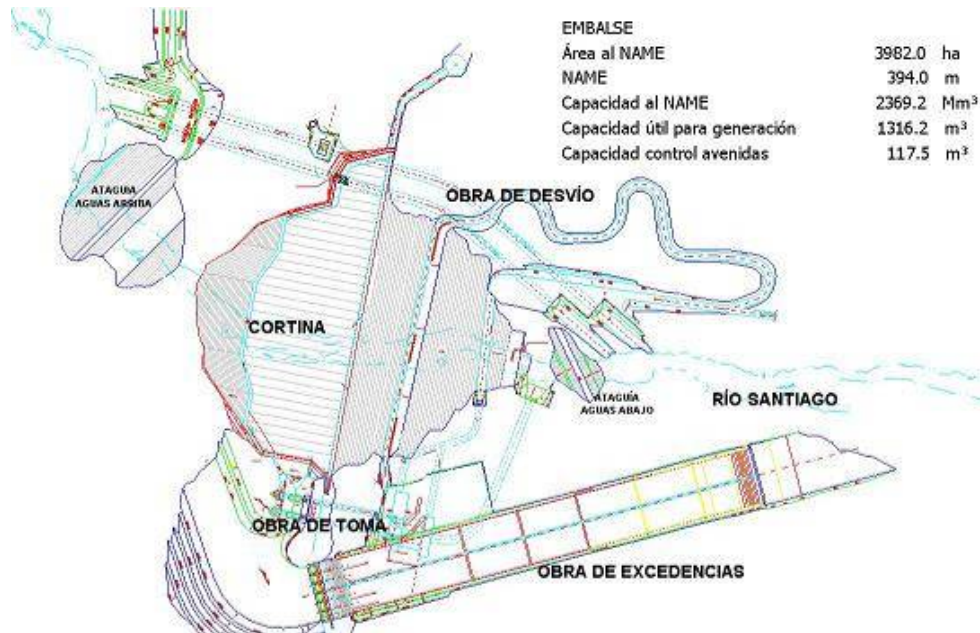 EMBALSE
Área al NAME 3982.0 ha
NAME 394.0 m
Capacidad al NAME 2369.2 Mm³
Capacidad útil para generación 1316.2 m³
Capacidad control avenidas 117.5 m³
ATAGUIA
AGUAS ARRIBA
OBRA DE DESVÍO
CORTINA
ATAGUÍA
AGUAS ABAJO
RÍO SANTIAGO
OBRA DE TOMA
OBRA DE EXCEDENCIAS